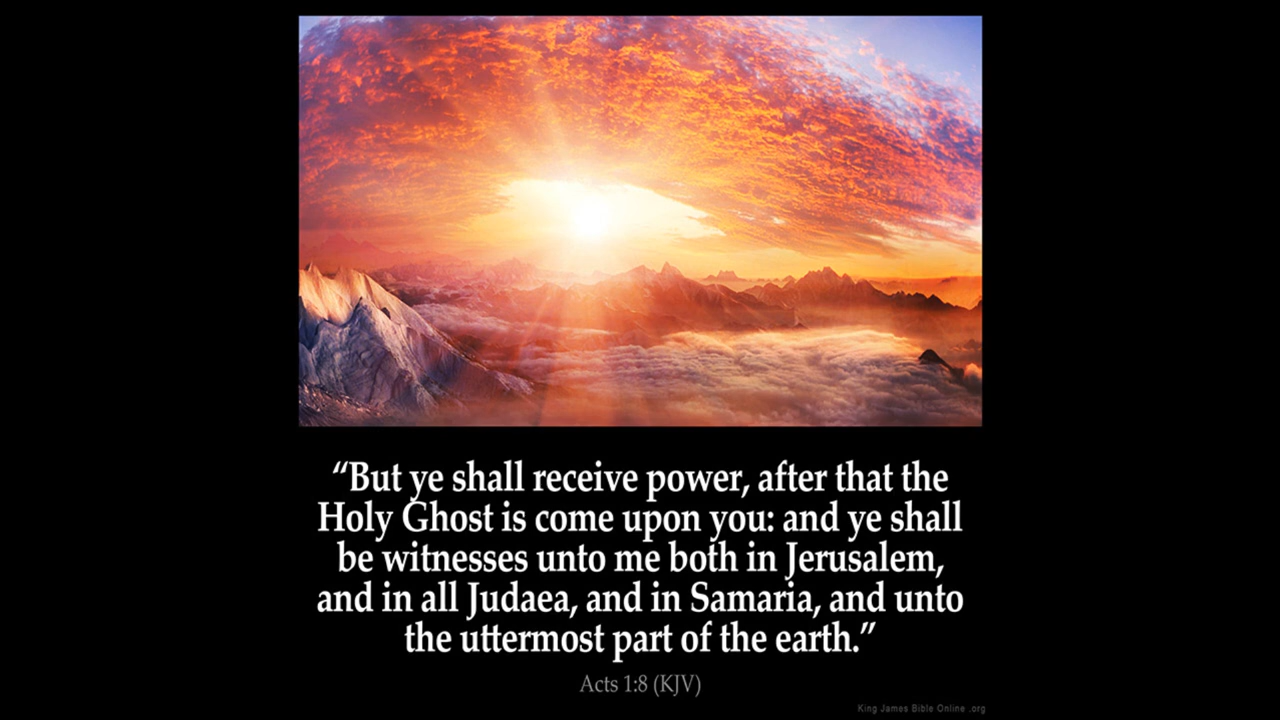 “But ye shall receive power, after that the
Holy Ghost is come upon you: and ye shall
be witnesses unto me both in Jerusalem,
and in all Judaea, and in Samaria, and unto
the uttermost part of the earth.”
Acts 1:8 (KJV)
King James Bible Online .org